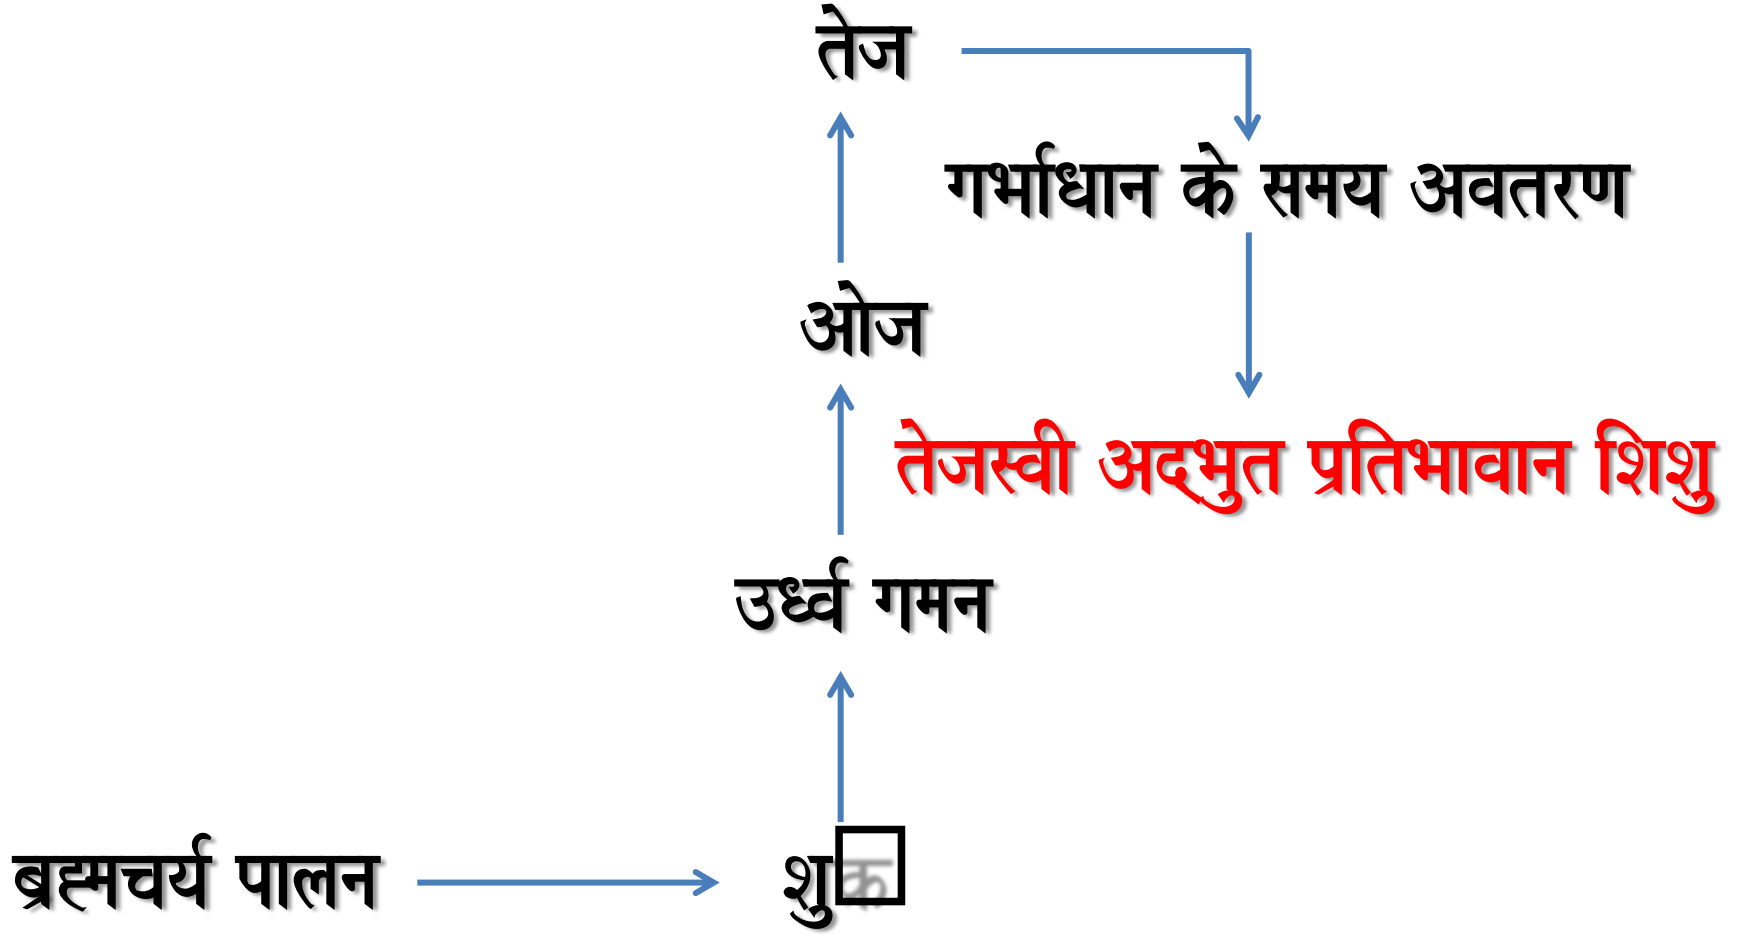 तेज
गर्भाधान के समय अवतरण
ओज
तेजस्वी अद्भुत प्रतिभावान शिशु
उर्ध्व गमन
ब्रह्मचर्य पालन